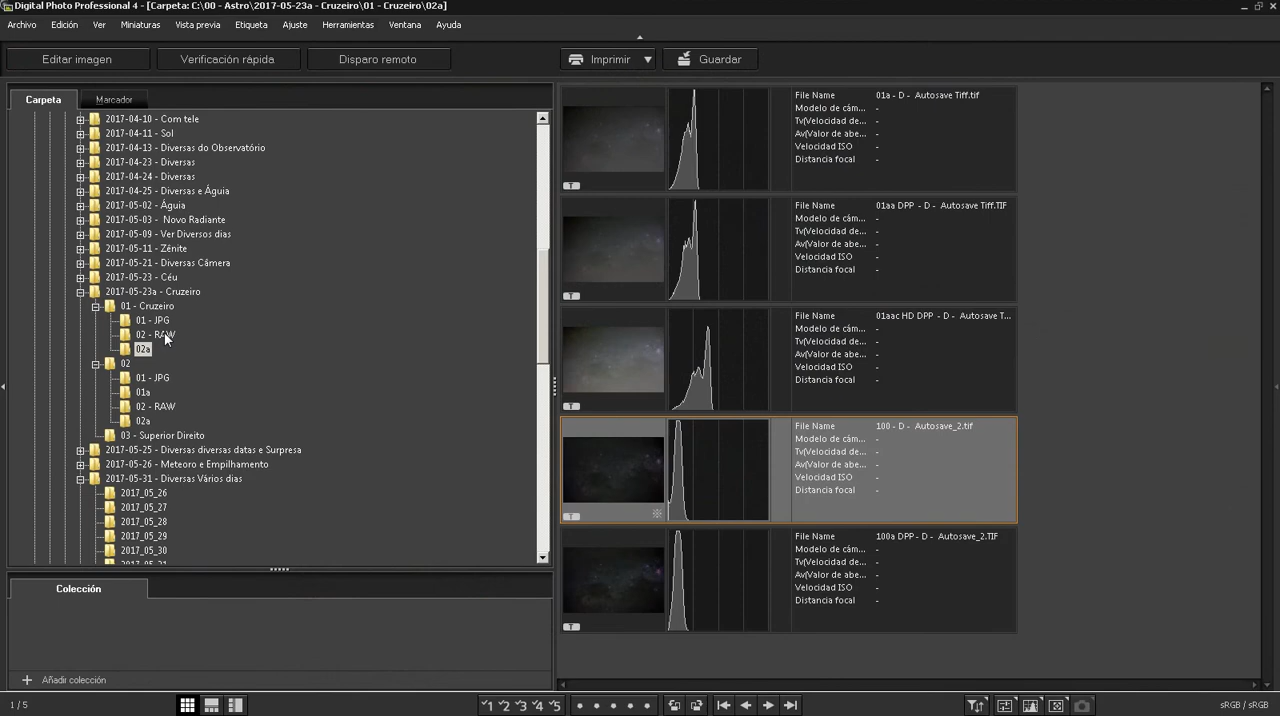 Digital Photo Professional 4 - [Carpeta: C:\00 - Astro\2017-05-23a - Cruzeiro\01 - Cruzeiro\02a]
Archivo Edición Ver Miniaturas Vista previa Etiqueta Ajuste Herramientas Ventana Ayuda
Editar imagen Verificación rápida Disparo remoto Imprimir Guardar
Carpeta Marcador
2017-04-10 - Com tele
2017-04-11 - Sol
2017-04-13 - Diversas do Observatório
2017-04-23 - Diversas
2017-04-24 - Diversas
2017-04-25 - Diversas e Água
2017-05-02 - Águia
2017-05-03 - Novo Radiante
2017-05-09 - Ver Diversos dias
2017-05-11 - Zênite
2017-05-21 - Diversas Câmera
2017-05-23 - Céu
2017-05-23a - Cruzeiro
01 - Cruzeiro
01 - JPG
02 - RAW
02a
02
01 - JPG
01a
02 - RAW
02a
03 - Superior Direito
2017-05-25 - Diversas diversas datas e Surpresa
2017-05-26 - Meteoro e Empilhamento
2017-05-31 - Diversas Vários dias
2017_05_26
2017_05_27
2017_05_28
2017_05_29
2017_05_30
Colección
Añadir colección
File Name 01a - D - Autosave Tiff.tif
Modelo de cám... -
Tv(Velocidad de... -
Av(Valor de abe... -
Velocidad ISO -
Distancia focal -
T
File Name 01aa DPP - D - Autosave Tiff.TIF
Modelo de cám... -
Tv(Velocidad de... -
Av(Valor de abe... -
Velocidad ISO -
Distancia focal -
T
File Name 01aac HD DPP - D - Autosave T...
Modelo de cám... -
Tv(Velocidad de... -
Av(Valor de abe... -
Velocidad ISO -
Distancia focal -
T
File Name 100 - D - Autosave_2.tif
Modelo de cám... -
Tv(Velocidad de... -
Av(Valor de abe... -
Velocidad ISO -
Distancia focal -
T
File Name 100a DPP - D - Autosave_2.TIF
Modelo de cám... -
Tv(Velocidad de... -
Av(Valor de abe... -
Velocidad ISO -
Distancia focal -
T
1 / 5 1 2 3 4 5 sRGB / sRGB